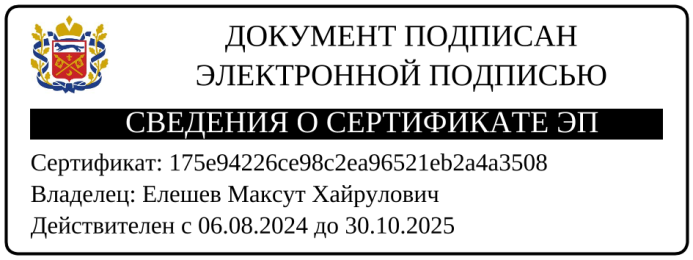 ДОКУМЕНТ ПОДПИСАН
ЭЛЕКТРОННОЙ ПОДПИСЬЮ
СВЕДЕНИЯ О СЕРТИФИКАТЕ ЭП
Сертификат: 175e94226ce98c2ea96521eb2a4a3508
Владелец: Елешев Максут Хайрулович
Действителен с 06.08.2024 до 30.10.2025